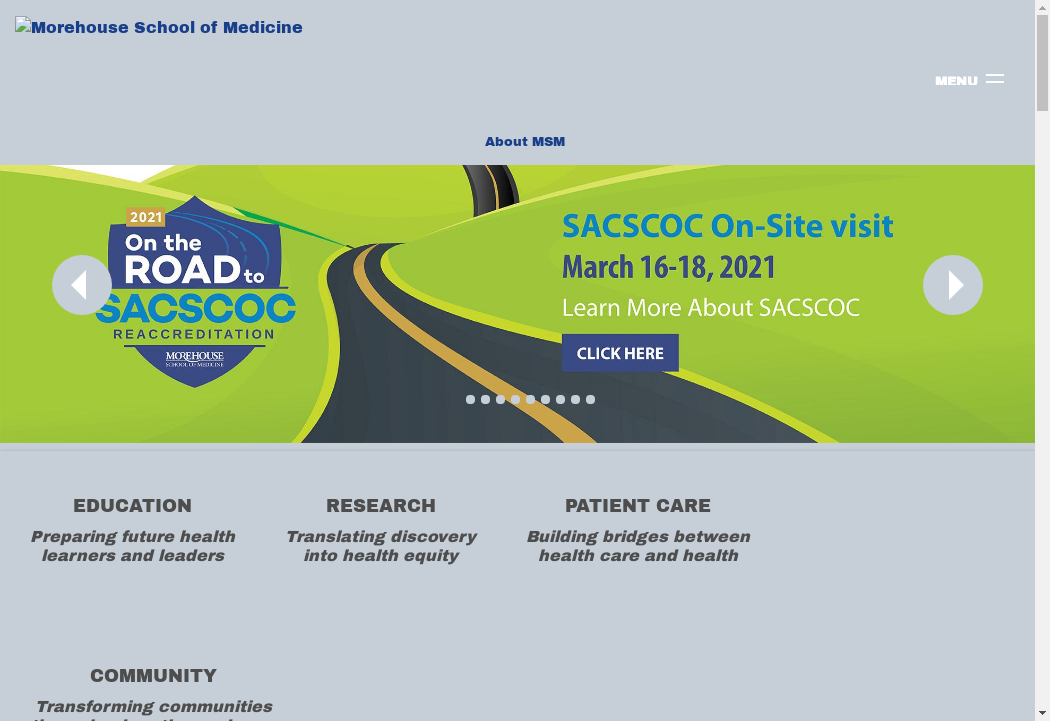 Morehouse School of Medicine
MENU
About MSM
2021
On the
ROAD to
SACSCOC
REACCREDITATION
MOREHOUSE
SCHOOL OF MEDICINE
SACSCOC On-Site visit
March 16-18, 2021
Learn More About SACSCOC
CLICK HERE
EDUCATION
Preparing future health
learners and leaders
RESEARCH
Translating discovery
into health equity
PATIENT CARE
Building bridges between
health care and health
COMMUNITY
Transforming communities